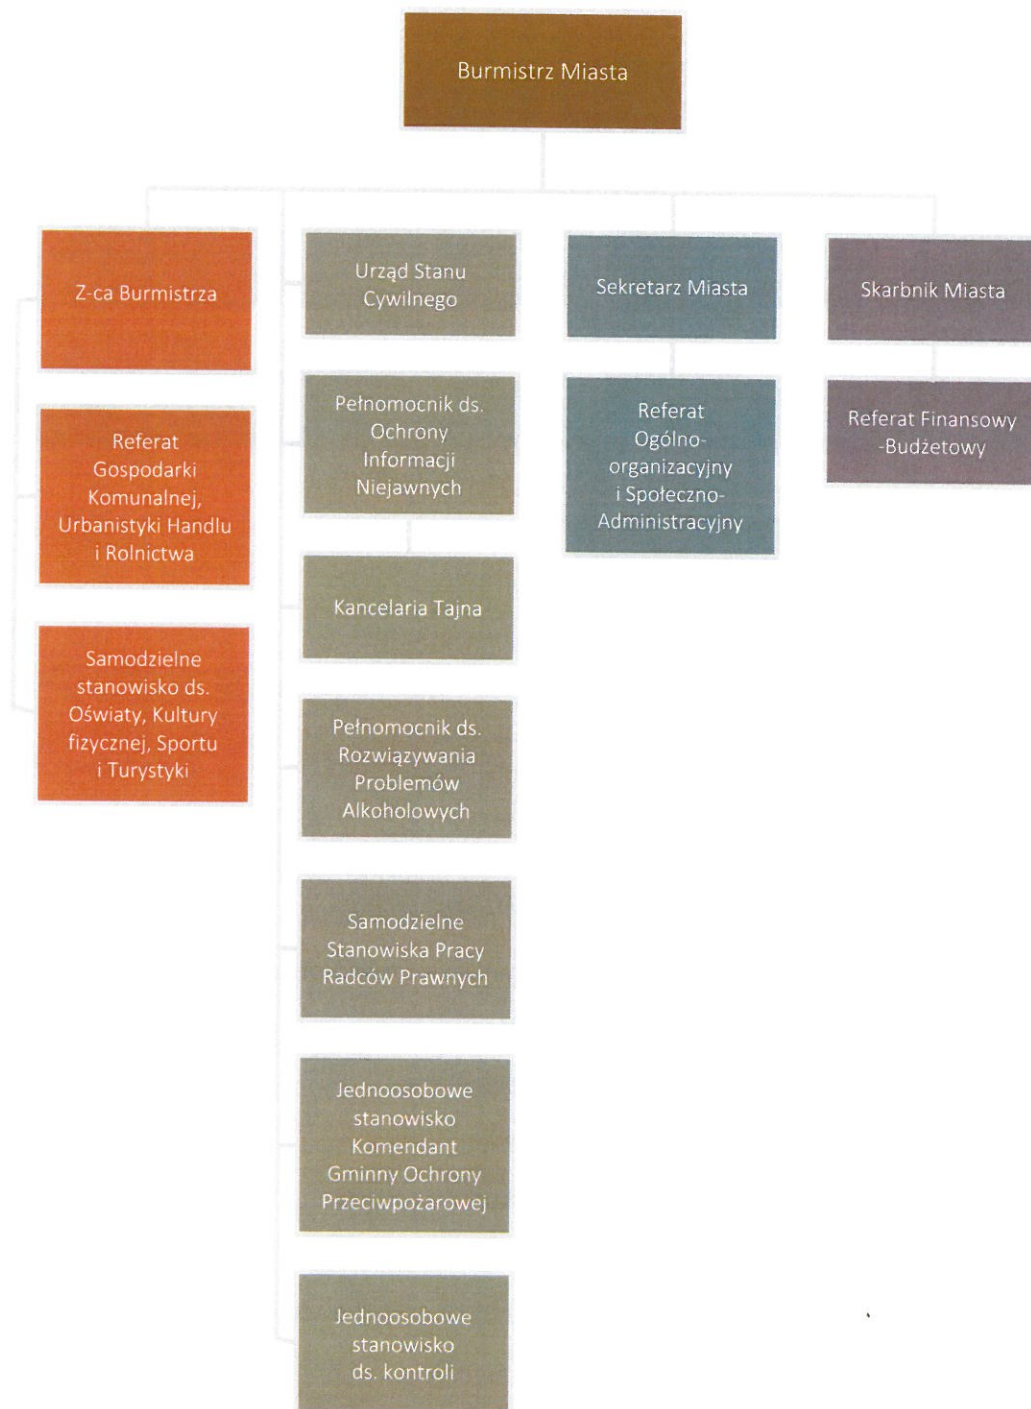 Burmistrz Miasta
Z-ca Burmistrza
Referat
Gospodarki
Komunalnej,
Urbanistyki Handlu
i Rolnictwa
Samodzielne
stanowisko ds.
Oświaty, Kultury
fizycznej, Sportu
i Turystyki
Urząd Stanu
Cywilnego
Pełnomocnik ds.
Ochrony
Informacji
Niejawnych
Kancelaria Tajna
Pełnomocnik ds.
Rozwiązywania
Problemów
Alkoholowych
Samodzielne
Stanowiska Pracy
Radców Prawnych
Jednoosobowe
stanowisko
Komendant
Gminny Ochrony
Przeciwpożarowej
Jednoosobowe
stanowisko
ds. kontroli
Sekretarz Miasta
Referat
Ogólno-
organizacyjny
i Społeczno-
Administracyjny
Skarbnik Miasta
Referat Finansowy
-Budżetowy